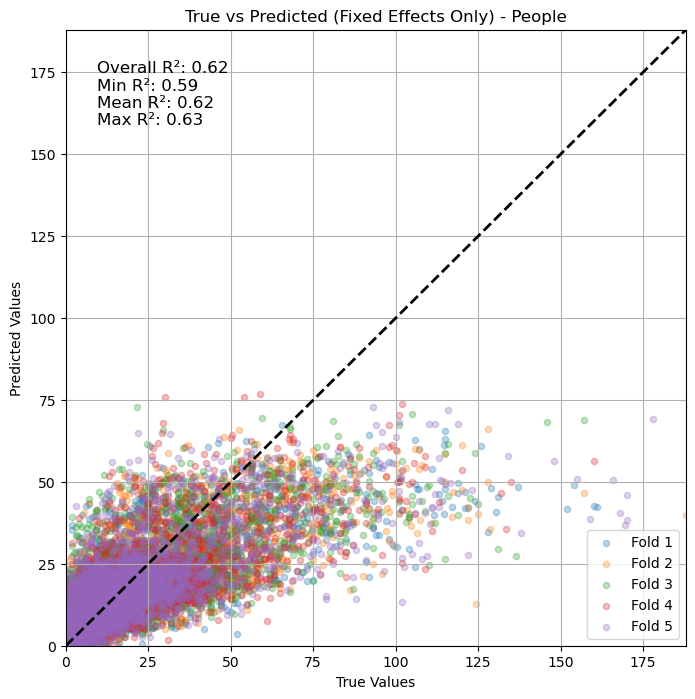 True vs Predicted (Fixed Effects Only) - People
Overall R²: 0.62
Min R²: 0.59
Mean R²: 0.62
Max R²: 0.63
175
150
125
100
75
50
25
0
Predicted Values
0 25 50 75 100 125 150 175
True Values
Fold 1
Fold 2
Fold 3
Fold 4
Fold 5